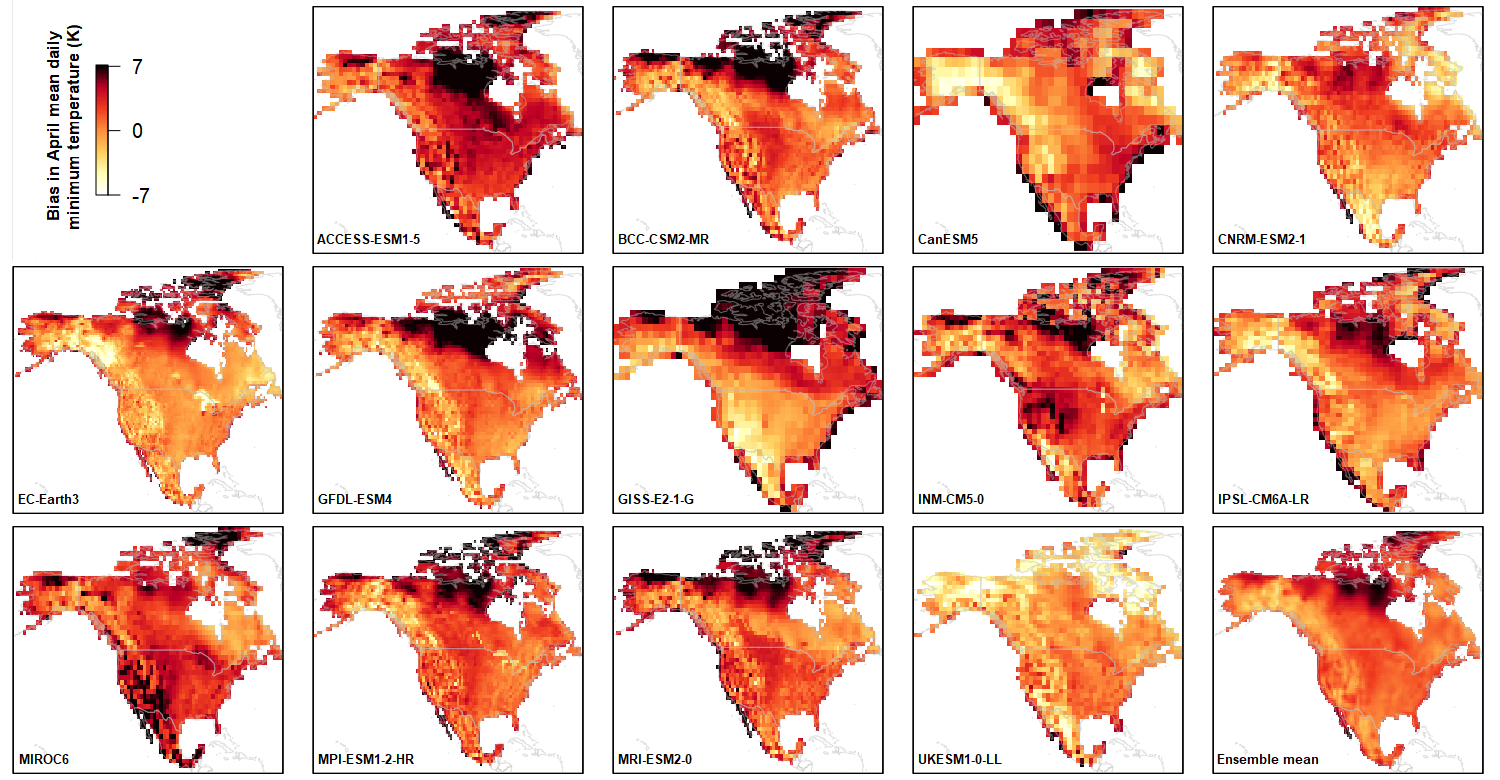 Bias in April mean daily
minimum temperature (K)
7
0
-7
ACCESS-ESM1-5
BCC-CSM2-MR
CanESM5
CNRM-ESM2-1
EC-Earth3
GFDL-ESM4
GISS-E2-1-G
INM-CM5-0
IPSL-CM6A-LR
MIROC6
MPI-ESM1-2-HR
MRI-ESM2-0
UKESM1-0-LL
Ensemble mean